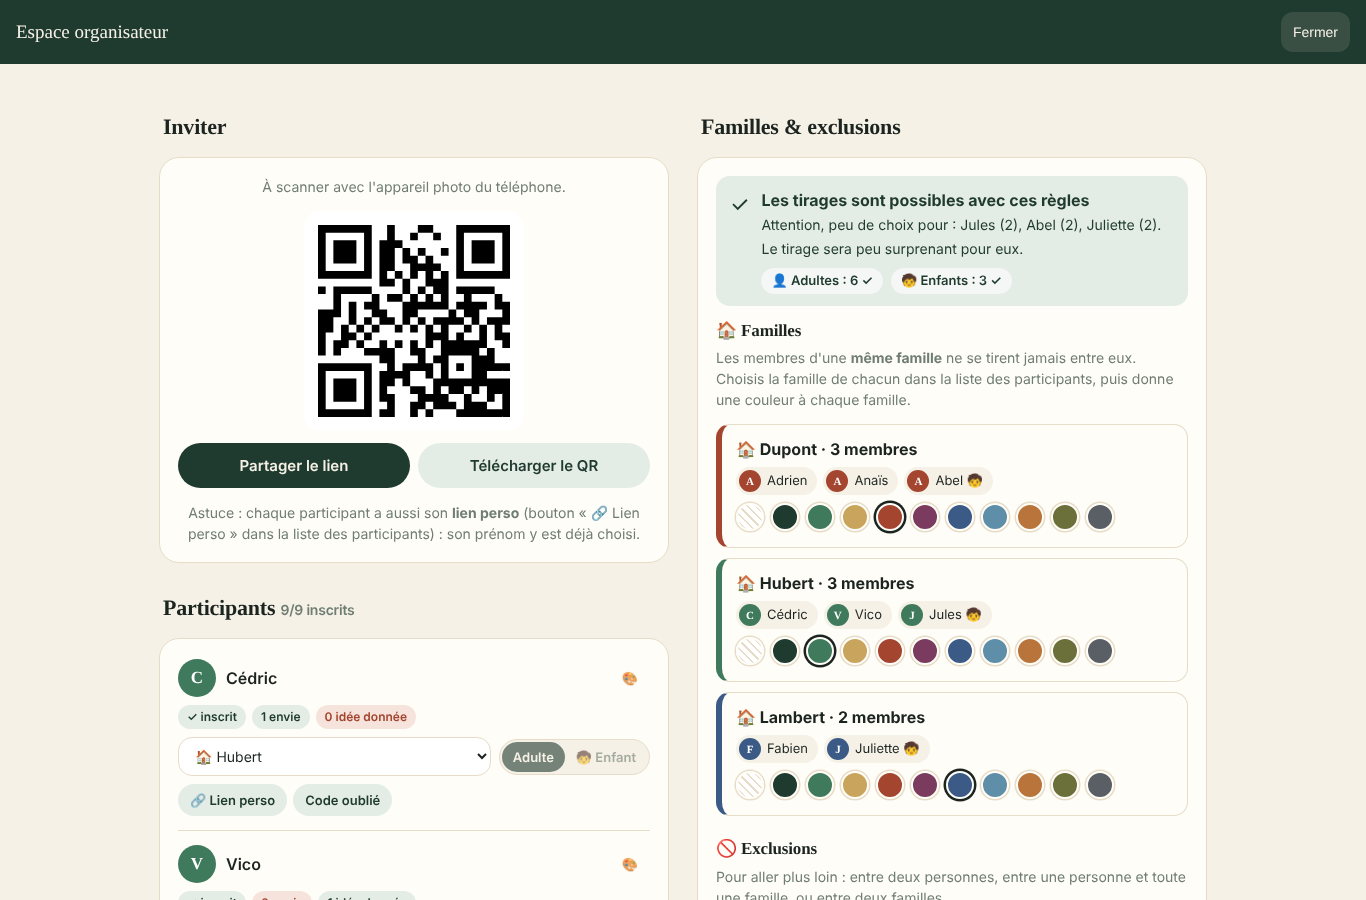 Espace organisateur
Fermer
Inviter
À scanner avec l'appareil photo du téléphone.
Partager le lien
Télécharger le QR
Astuce : chaque participant a aussi son lien perso (bouton « 🔗 Lien
perso » dans la liste des participants) : son prénom y est déjà choisi.
Participants 9/9 inscrits
C Cédric
✓ inscrit
1 envie
0 idée donnée
Hubert
Adulte
Enfant
Lien perso
Code oublié
V Vico
Familles & exclusions
Les tirages sont possibles avec ces règles
Attention, peu de choix pour : Jules (2), Abel (2), Juliette (2).
Le tirage sera peu surprenant pour eux.
Adultes : 6 ✓
Enfants : 3 ✓
Familles
Les membres d'une même famille ne se tirent jamais entre eux.
Choisis la famille de chacun dans la liste des participants, puis donne
une couleur à chaque famille.
Dupont · 3 membres
A Adrien
A Anaïs
A Abel
Hubert · 3 membres
C Cédric
V Vico
J Jules
Lambert · 2 membres
F Fabien
J Juliette
Exclusions
Pour aller plus loin : entre deux personnes, entre une personne et toute
une famille, ou entre deux familles.